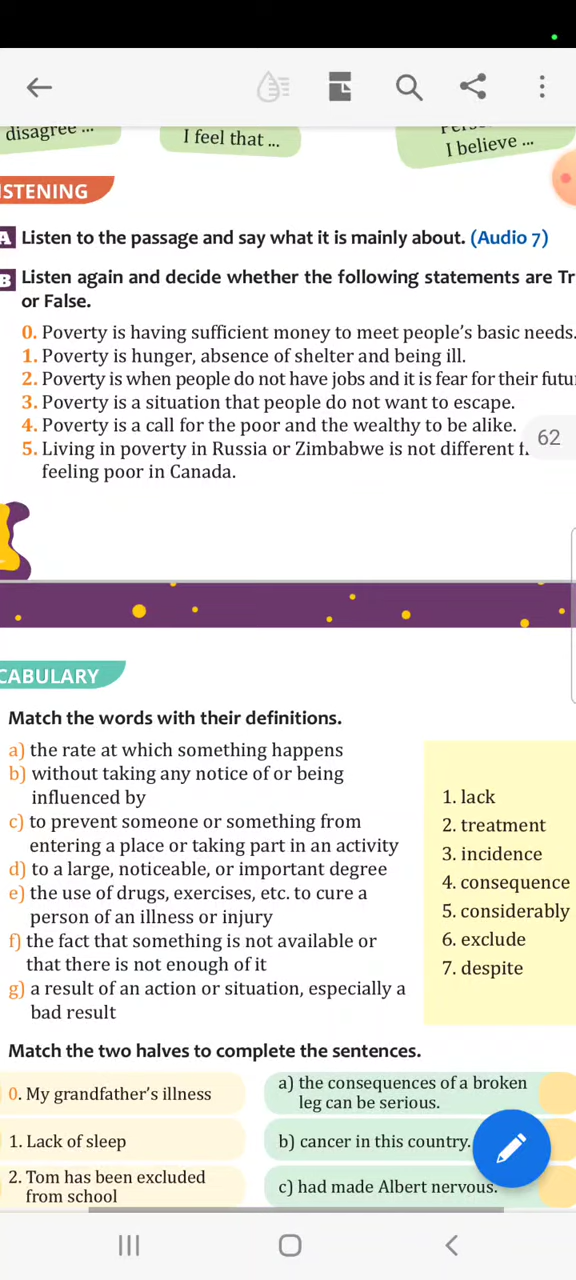 disagree ...
I feel that ...
I believe ...
ISTENING
A Listen to the passage and say what it is mainly about. (Audio 7)
B Listen again and decide whether the following statements are Tr
or False.
0. Poverty is having sufficient money to meet people's basic needs.
1. Poverty is hunger, absence of shelter and being ill.
2. Poverty is when people do not have jobs and it is fear for their futu
3. Poverty is a situation that people do not want to escape.
4. Poverty is a call for the poor and the wealthy to be alike.
62
5. Living in poverty in Russia or Zimbabwe is not different f
feeling poor in Canada.
CABULARY
Match the words with their definitions.
a) the rate at which something happens
b) without taking any notice of or being
influenced by
c) to prevent someone or something from
entering a place or taking part in an activity
d) to a large, noticeable, or important degree
e) the use of drugs, exercises, etc. to cure a
person of an illness or injury
f) the fact that something is not available or
that there is not enough of it
g) a result of an action or situation, especially a
bad result
1. lack
2. treatment
3. incidence
4. consequence
5. considerably
6. exclude
7. despite
Match the two halves to complete the sentences.
0. My grandfather's illness
a) the consequences of a broken
leg can be serious.
1. Lack of sleep
b) cancer in this country.
2. Tom has been excluded
from school
c) had made Albert nervous.